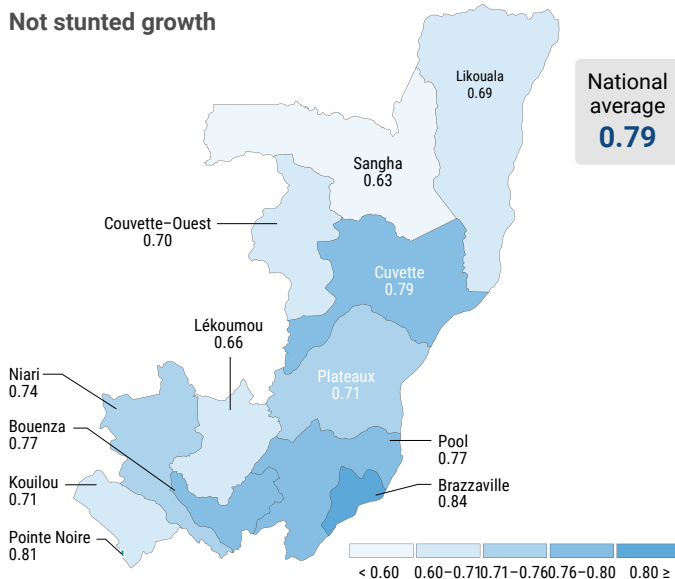 Not stunted growth
Likouala
0.69
National
average
0.79
Sangha
0.63
Couvette–Ouest
0.70
Cuvette
0.79
Lékoumou
0.66
Niari
0.74
Plateaux
0.71
Bouenza
0.77
Pool
0.77
Kouilou
0.71
Brazzaville
0.84
Pointe Noire
0.81
< 0.60 0.60–0.71 0.71–0.76 0.76–0.80 0.80 ≥